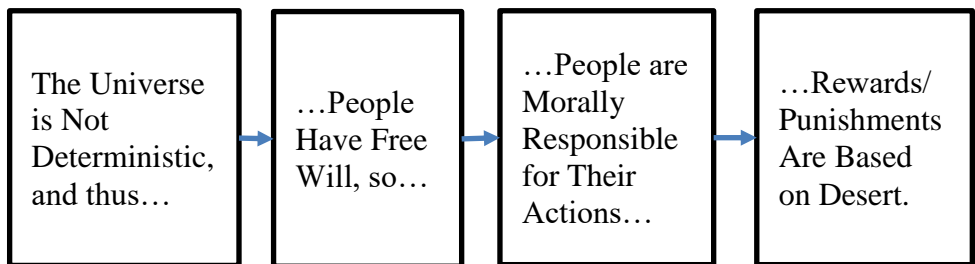 The Universe
is Not
Deterministic,
and thus…
…People
Have Free
Will, so…
…People are
Morally
Responsible
for Their
Actions…
…Rewards/
Punishments
Are Based
on Desert.